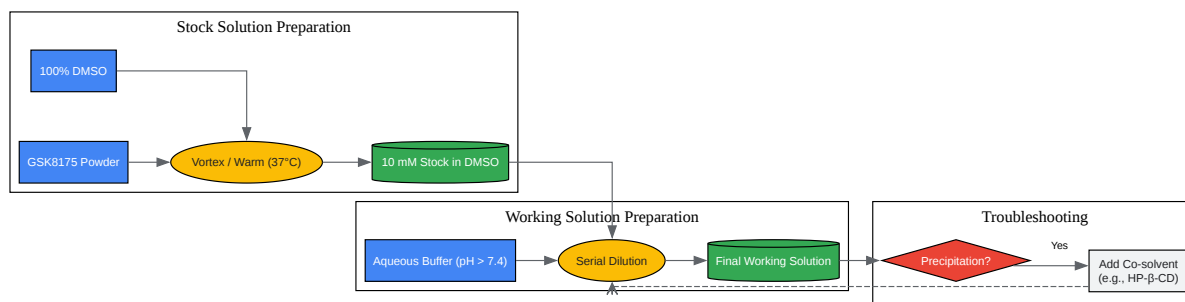 Stock Solution Preparation
100% DMSO
GSK8175 Powder
Vortex / Warm (37°C)
10 mM Stock in DMSO
Working Solution Preparation
Aqueous Buffer (pH > 7.4)
Serial Dilution
Final Working Solution
Troubleshooting
Precipitation?
Yes
Add Co-solvent
(e.g., HP-β-CD)